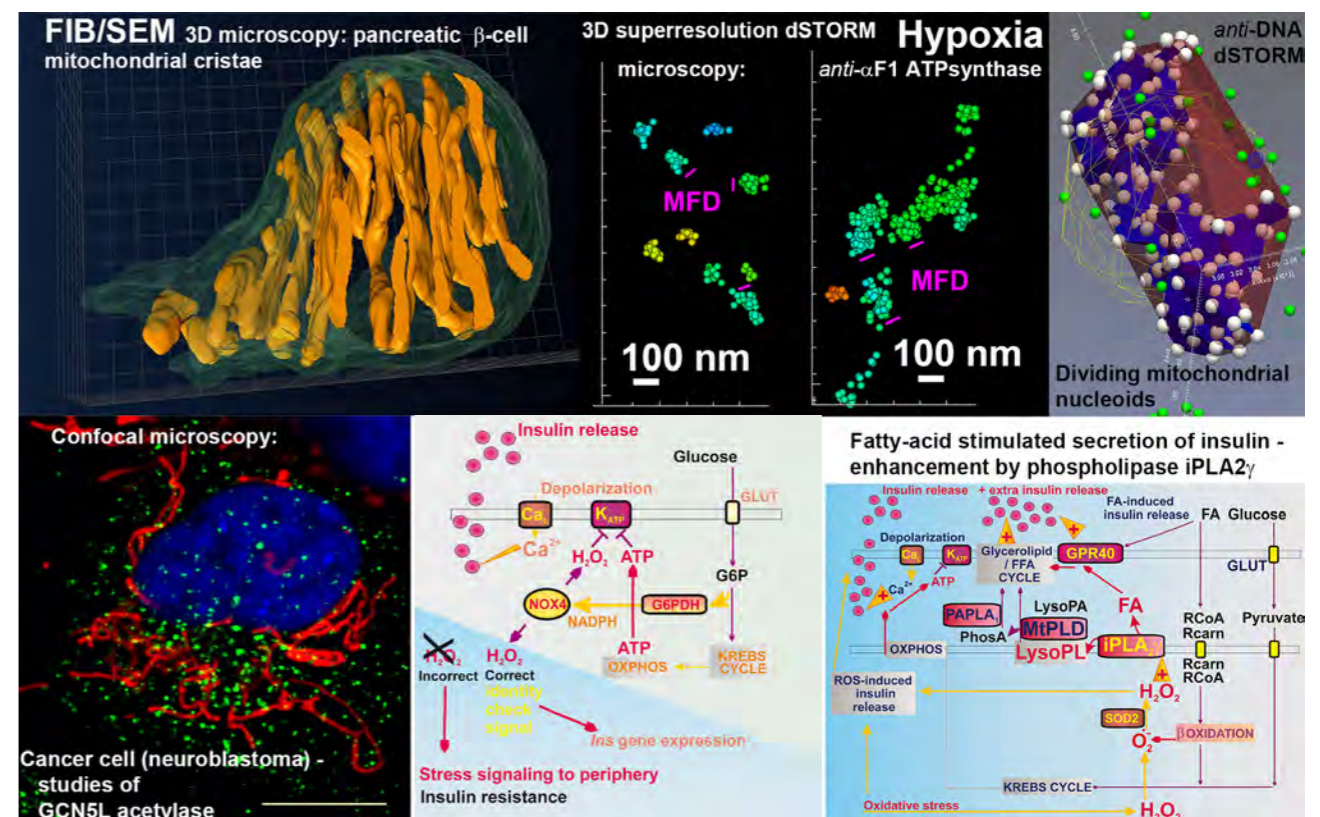 FIB/SEM 3D microscopy: pancreatic β-cell
mitochondrial cristae
3D superresolution dSTORM
microscopy:
MFD
100 nm
Hypoxia
anti-αF1 ATPsynthase
MFD
100 nm
anti-DNA
dSTORM
Dividing mitochondrial
nucleoids
Confocal microscopy:
Cancer cell (neuroblastoma) -
studies of
GCN5L acetylase
Insulin release
Glucose
Depolarization
GLUT
KATP
Ca2+
H2O2
ATP
G6P
NOX4
G6PDH
NADPH
ATP
H2O2
H2O2
OXPHOS
KREBS
CYCLE
Incorrect
Correct
identity
check
signal
Ins gene expression
Stress signaling to periphery
Insulin resistance
Fatty-acid stimulated secretion of insulin -
enhancement by phospholipase iPLA2γ
Insulin release
+ extra insulin release
FA-induced
insulin release
FA
Glucose
Depolarization
KATP
Glycerolipid
/ FFA
CYCLE
GPR40
GLUT
Ca2+
ATP
+
+
+
FA
PAPLA1
LysoPA
PhosA
MtPLD
RCoA
Rcarn
Pyruvate
OXPHOS
LysoPL
iPLA2γ
Rcarn
RCoA
+
ROS-induced
insulin
release
H2O2
SOD2
O2•-
βOXIDATION
KREBS CYCLE
Oxidative stress
H2O2